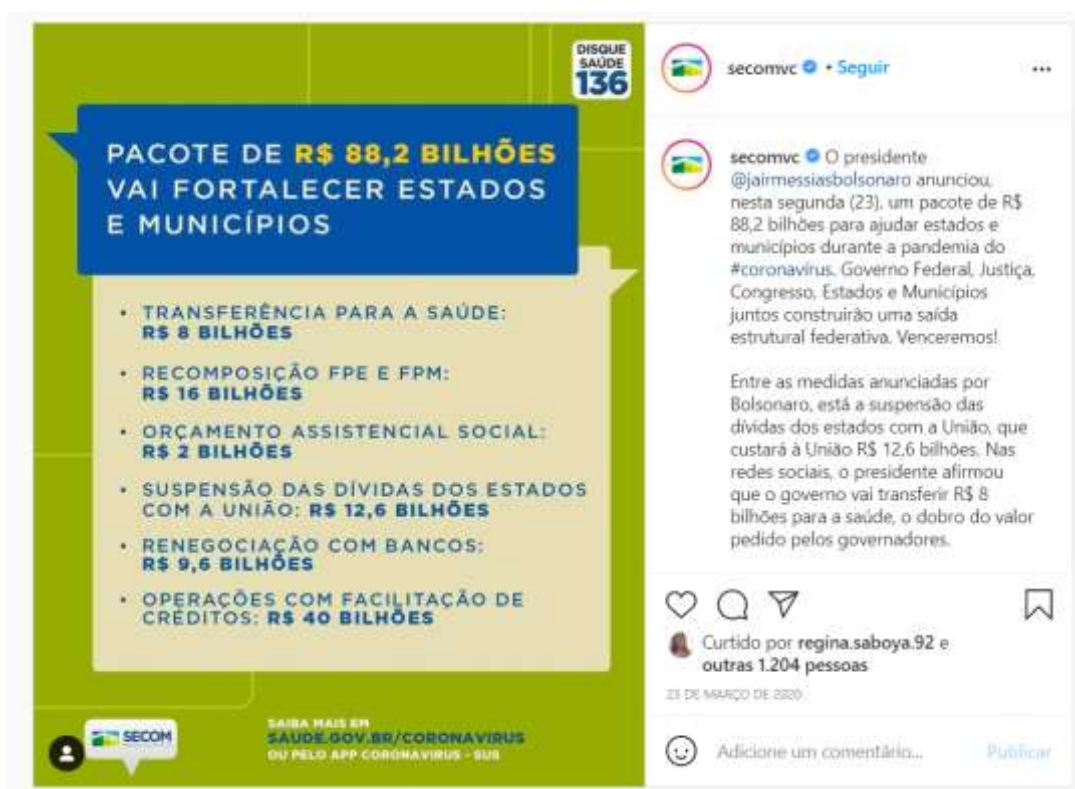 DISQUE
SAÚDE
136
PACOTE DE R$ 88,2 BILHÕES
VAI FORTALECER ESTADOS
E MUNICÍPIOS
• TRANSFERÊNCIA PARA A SAÚDE:
R$ 8 BILHÕES
• RECOMPOSIÇÃO FPE E FPM:
R$ 16 BILHÕES
• ORÇAMENTO ASSISTENCIAL SOCIAL:
R$ 2 BILHÕES
• SUSPENSÃO DAS DÍVIDAS DOS ESTADOS
COM A UNIÃO: R$ 12,6 BILHÕES
• RENEGOCIAÇÃO COM BANCOS:
R$ 9,6 BILHÕES
• OPERAÇÕES COM FACILITAÇÃO DE
CRÉDITOS: R$ 40 BILHÕES
SECOM
SAIBA MAIS EM
SAUDE.GOV.BR/CORONAVIRUS
OU PELO APP CORONAVIRUS - SUS
secomvc • Seguir
secomvc O presidente
@jairmessiasbolsonaro anunciou,
nesta segunda (23), um pacote de R$
88,2 bilhões para ajudar estados e
municípios durante a pandemia do
#coronavírus. Governo Federal, Justiça,
Congresso, Estados e Municípios
juntos construirão uma saída
estrutural federativa. Venceremos!
Entre as medidas anunciadas por
Bolsonaro, está a suspensão das
dívidas dos estados com a União, que
custará à União R$ 12,6 bilhões. Nas
redes sociais, o presidente afirmou
que o governo vai transferir R$ 8
bilhões para a saúde, o dobro do valor
pedido pelos governadores.
Curtido por regina.saboya.92 e
outras 1.204 pessoas
23 DE MARÇO DE 2020
Adicione um comentário...
Publicar